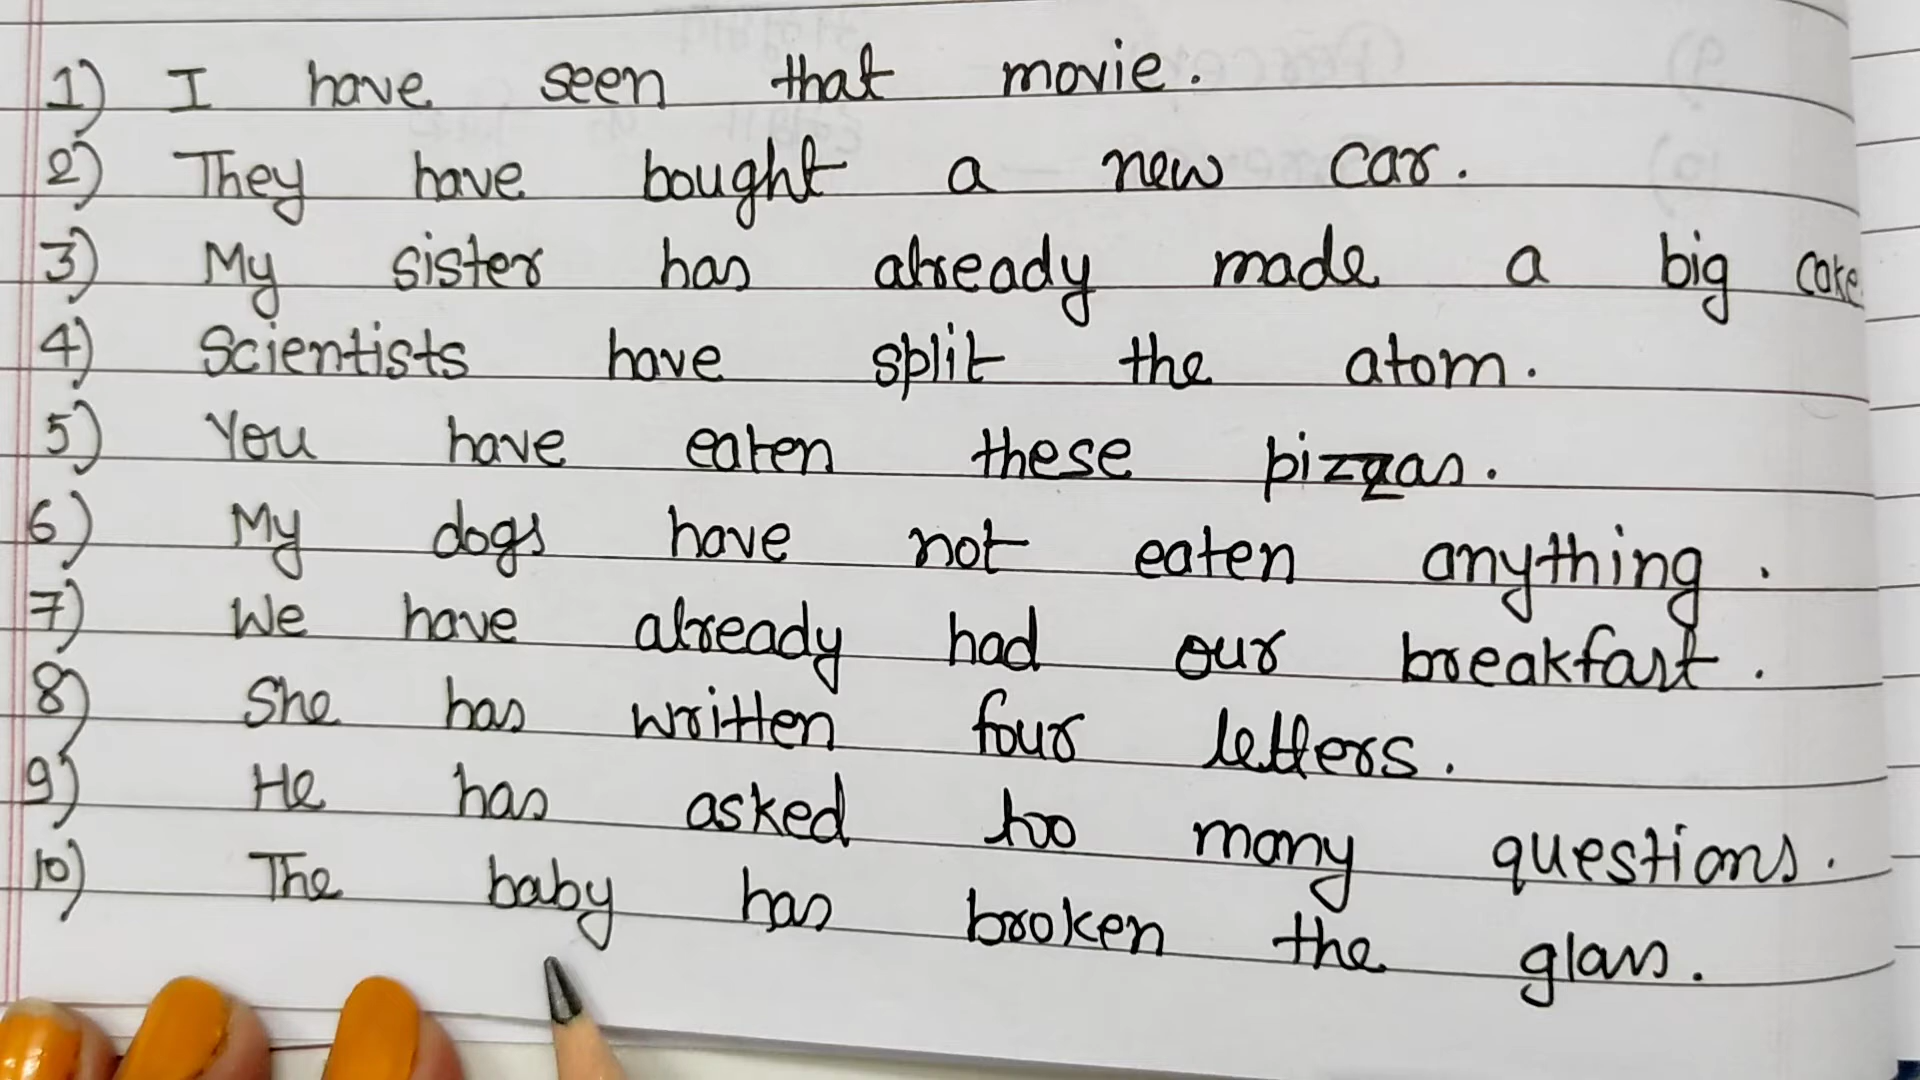 1) I have seen that movie.
2) They have bought a new car.
3) My sister has already made a big cake
4) Scientists have split the atom.
5) You have eaten these pizzas.
6) My dogs have not eaten anything.
7) We have already had our breakfast.
8) She has written four letters.
9) He has asked too many questions.
10) The baby has broken the glass.